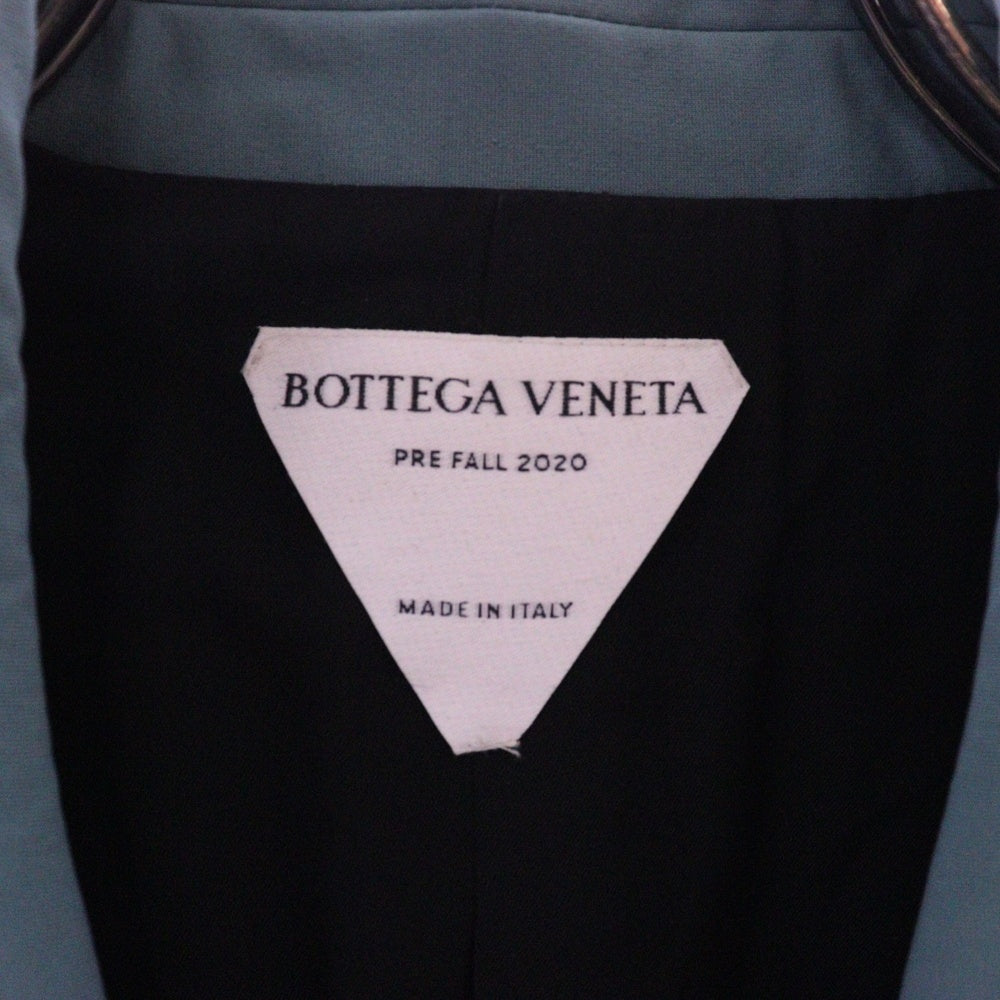 BOTTEGA VENETA
PRE FALL 2020
MADE IN ITALY